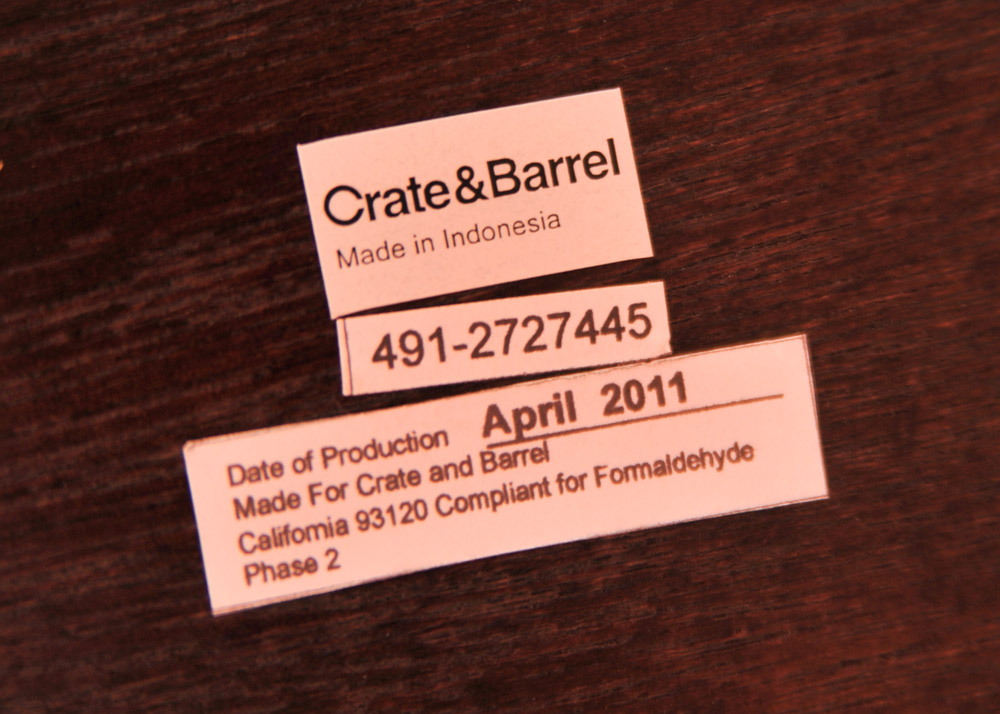 Crate&Barrel
Made in Indonesia
491-2727445
Date of Production April 2011
Made For Crate and Barrel
California 93120 Compliant for Formaldehyde
Phase 2